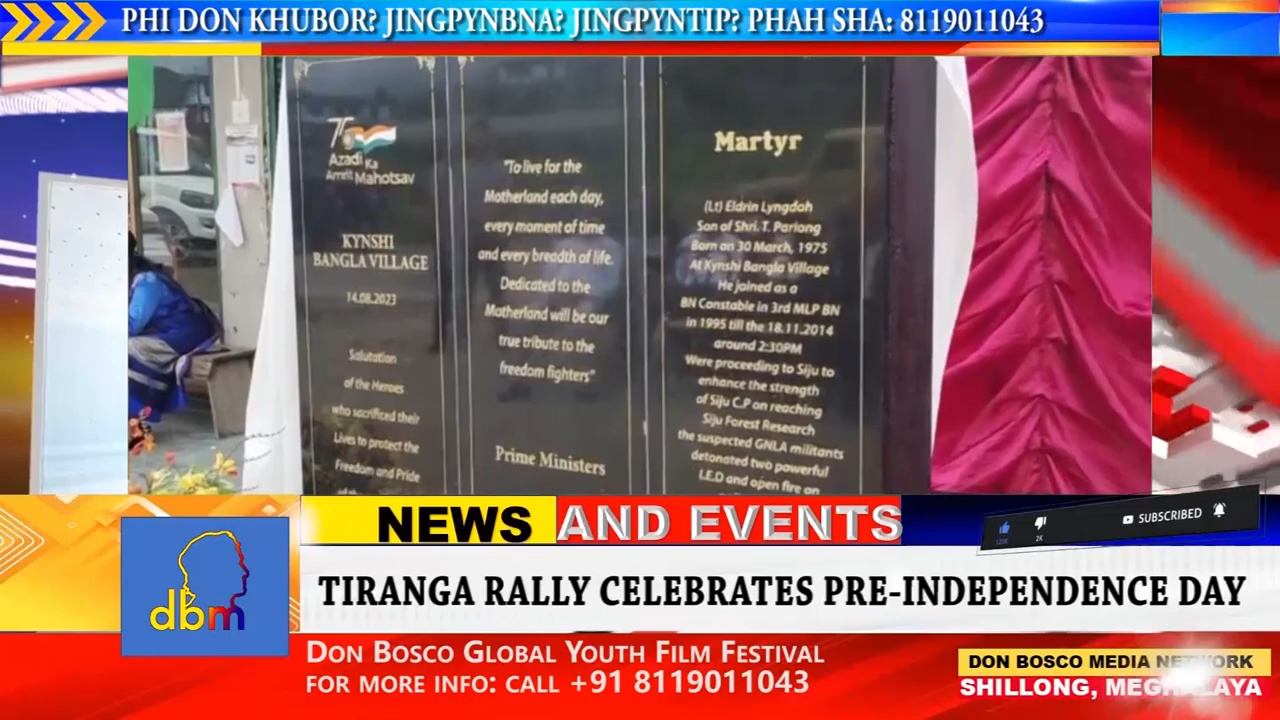 PHI DON KHUBOR? JINGPYNBNA? JINGPYNTIP? PHAH SHA: 8119011043
75
Azadi Ka
Amrit Mahotsav
KYNSHI
BANGLA VILLAGE
14.08.2023
Salutation
of the Heroes
who sacrificed their
Lives to protect the
Freedom and Pride
"To live for the
Motherland each day,
every moment of time
and every breadth of life.
Dedicated to the
Motherland will be our
true tribute to the
freedom fighters"
Prime Ministers
Martyr
(Lt) Eldrin Lyngdoh
Son of Shri. T. Pariong
Born on 30 March, 1975
At Kynshi Bangla Village
He joined as a
BN Constable in 3rd MLP BN
in 1995 till the 18.11.2014
around 2:30PM
Were proceeding to Siju to
enhance the strength
of Siju C.P on reaching
Siju Forest Research
the suspected GNLA militants
detonated two powerful
I.E.D and open fire on
NEWS AND EVENTS
2K
SUBSCRIBED
dbm
TIRANGA RALLY CELEBRATES PRE-INDEPENDENCE DAY
DON BOSCO GLOBAL YOUTH FILM FESTIVAL
FOR MORE INFO: CALL +91 8119011043
DON BOSCO MEDIA NETWORK
SHILLONG, MEGHALAYA